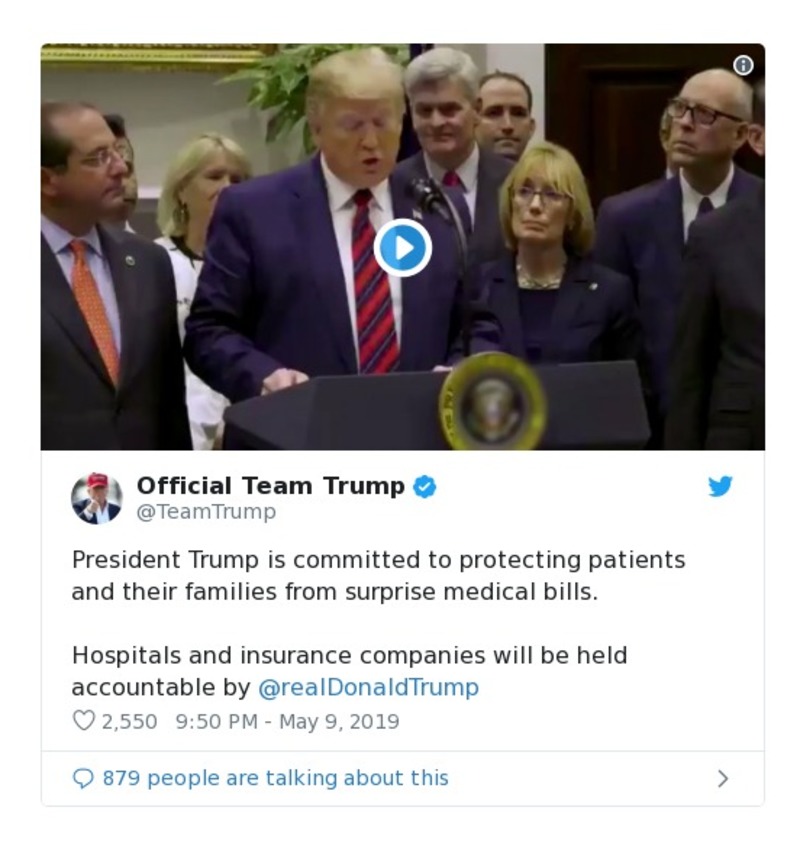 Official Team Trump
@TeamTrump
President Trump is committed to protecting patients
and their families from surprise medical bills.
Hospitals and insurance companies will be held
accountable by @realDonaldTrump
2,550 9:50 PM - May 9, 2019
879 people are talking about this